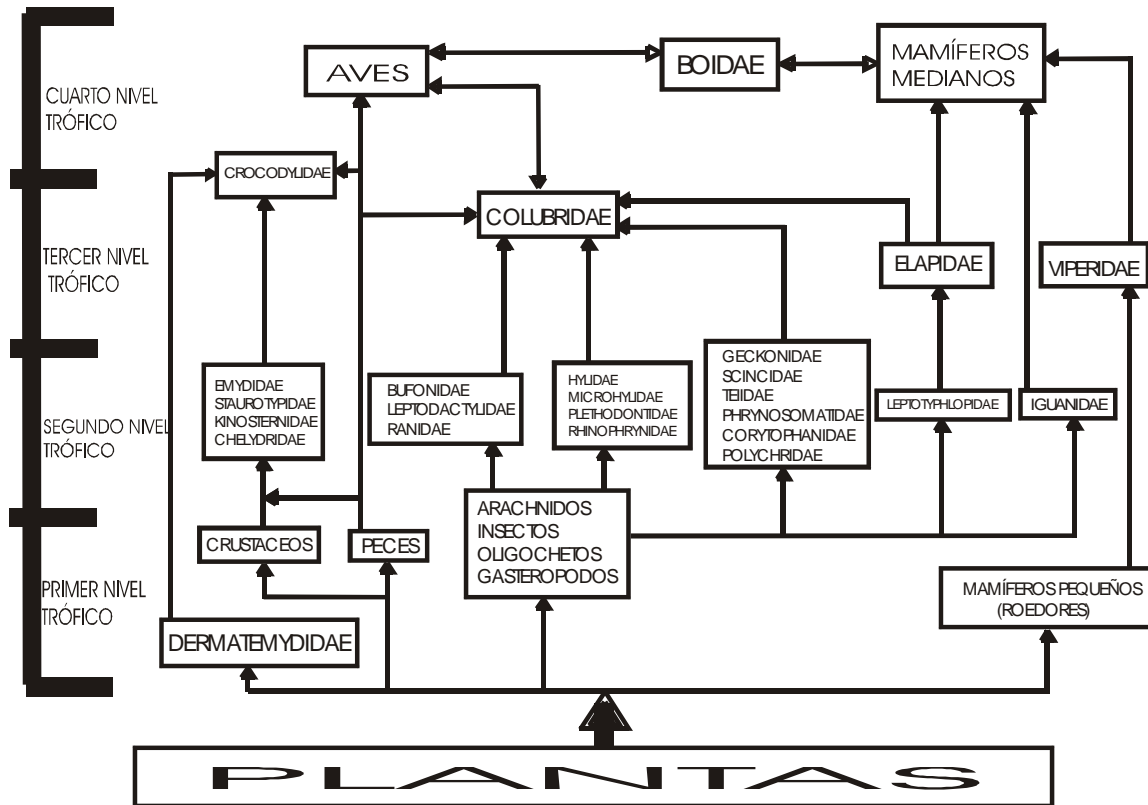 CUARTO NIVEL
TRÓFICO
TERCER NIVEL
TRÓFICO
SEGUNDO NIVEL
TRÓFICO
PRIMER NIVEL
TRÓFICO
AVES
BOIDAE
MAMÍFEROS
MEDIANOS
CROCODYLIDAE
COLUBRIDAE
ELAPIDAE
VIPERIDAE
EMYDIDAE
STAUROTYPIDAE
KINOSTERNIDAE
CHELYDRIDAE
BUFONIDAE
LEPTODACTYLIDAE
RANIDAE
HYLIDAE
MICROHYLIDAE
PLETHODONTIDAE
RHINOPHRYNIDAE
GECKONIDAE
SCINCIDAE
TEIIDAE
PHRYNOSOMATIDAE
CORYTOPHANIDAE
POLYCHRIDAE
LEPTOTYPHLOPIDAE
IGUANIDAE
CRUSTACEOS
PECES
ARACHNIDOS
INSECTOS
OLIGOCHETOS
GASTEROPODOS
MAMÍFEROS PEQUEÑOS
(ROEDORES)
DERMATEMYDIDAE
PLANTAS